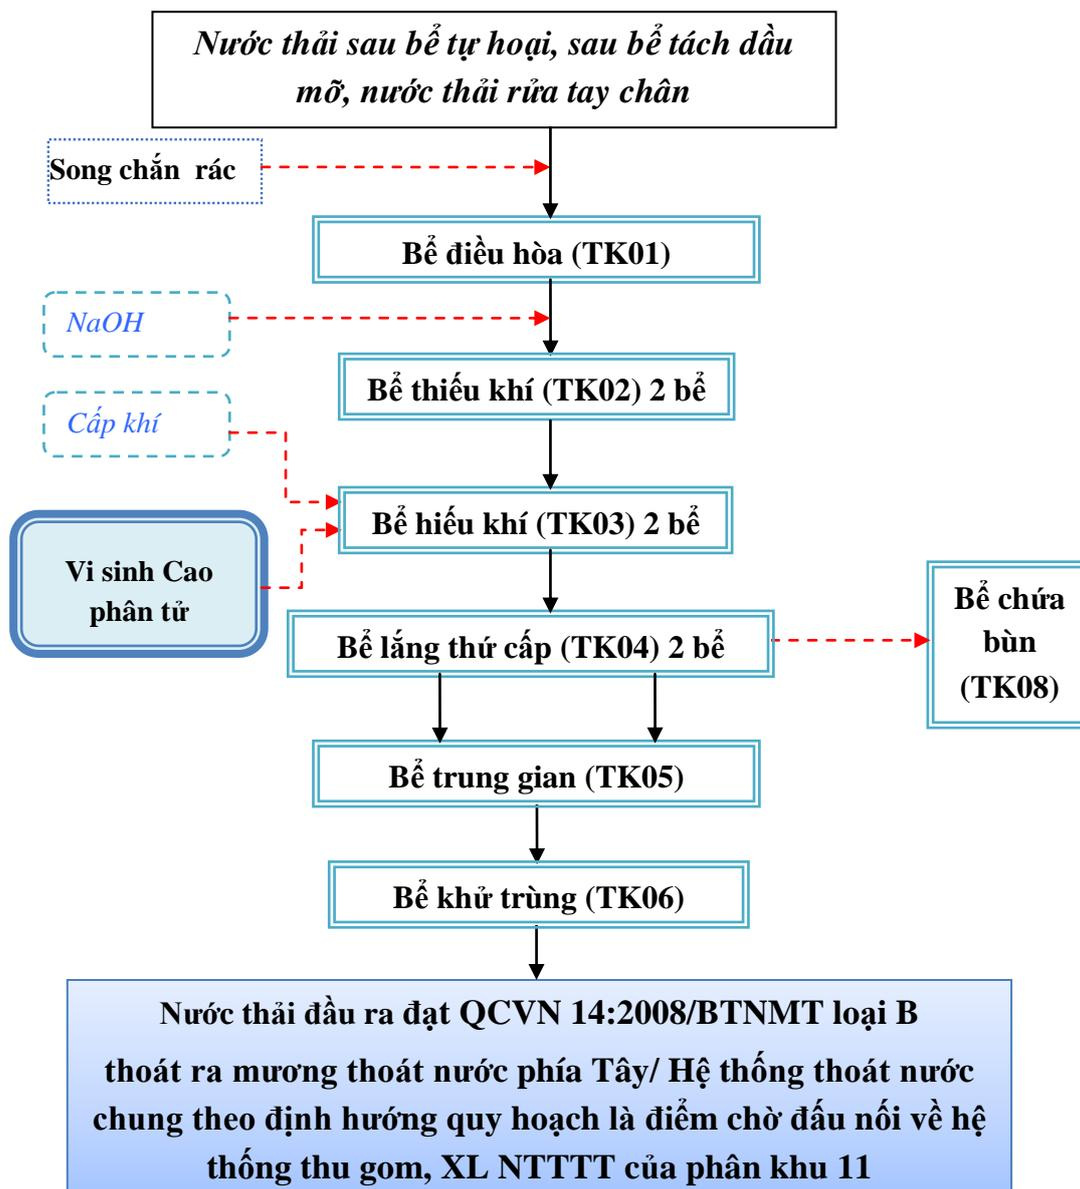 Nước thải sau bể tự hoại, sau bể tách dầu
mỡ, nước thải rửa tay chân
Song chắn rác
Bể điều hòa (TK01)
NaOH
Bể thiếu khí (TK02) 2 bể
Cấp khí
Bể hiếu khí (TK03) 2 bể
Vi sinh Cao
phân tử
Bể lắng thứ cấp (TK04) 2 bể
Bể chứa
bùn
(TK08)
Bể trung gian (TK05)
Bể khử trùng (TK06)
Nước thải đầu ra đạt QCVN 14:2008/BTNMT loại B
thoát ra mương thoát nước phía Tây/ Hệ thống thoát nước
chung theo định hướng quy hoạch là điểm chờ đấu nối về hệ
thống thu gom, XL NTTTT của phân khu 11